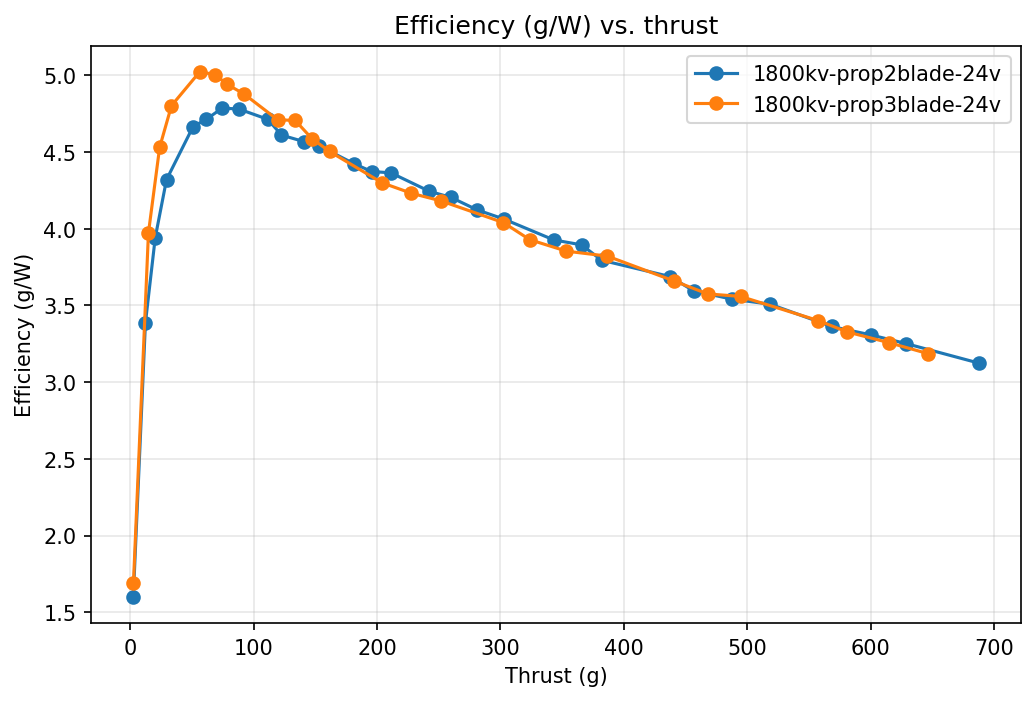 Efficiency (g/W) vs. thrust
1800kv-prop2blade-24v
1800kv-prop3blade-24v
Efficiency (g/W)
5.0
4.5
4.0
3.5
3.0
2.5
2.0
1.5
0 100 200 300 400 500 600 700
Thrust (g)